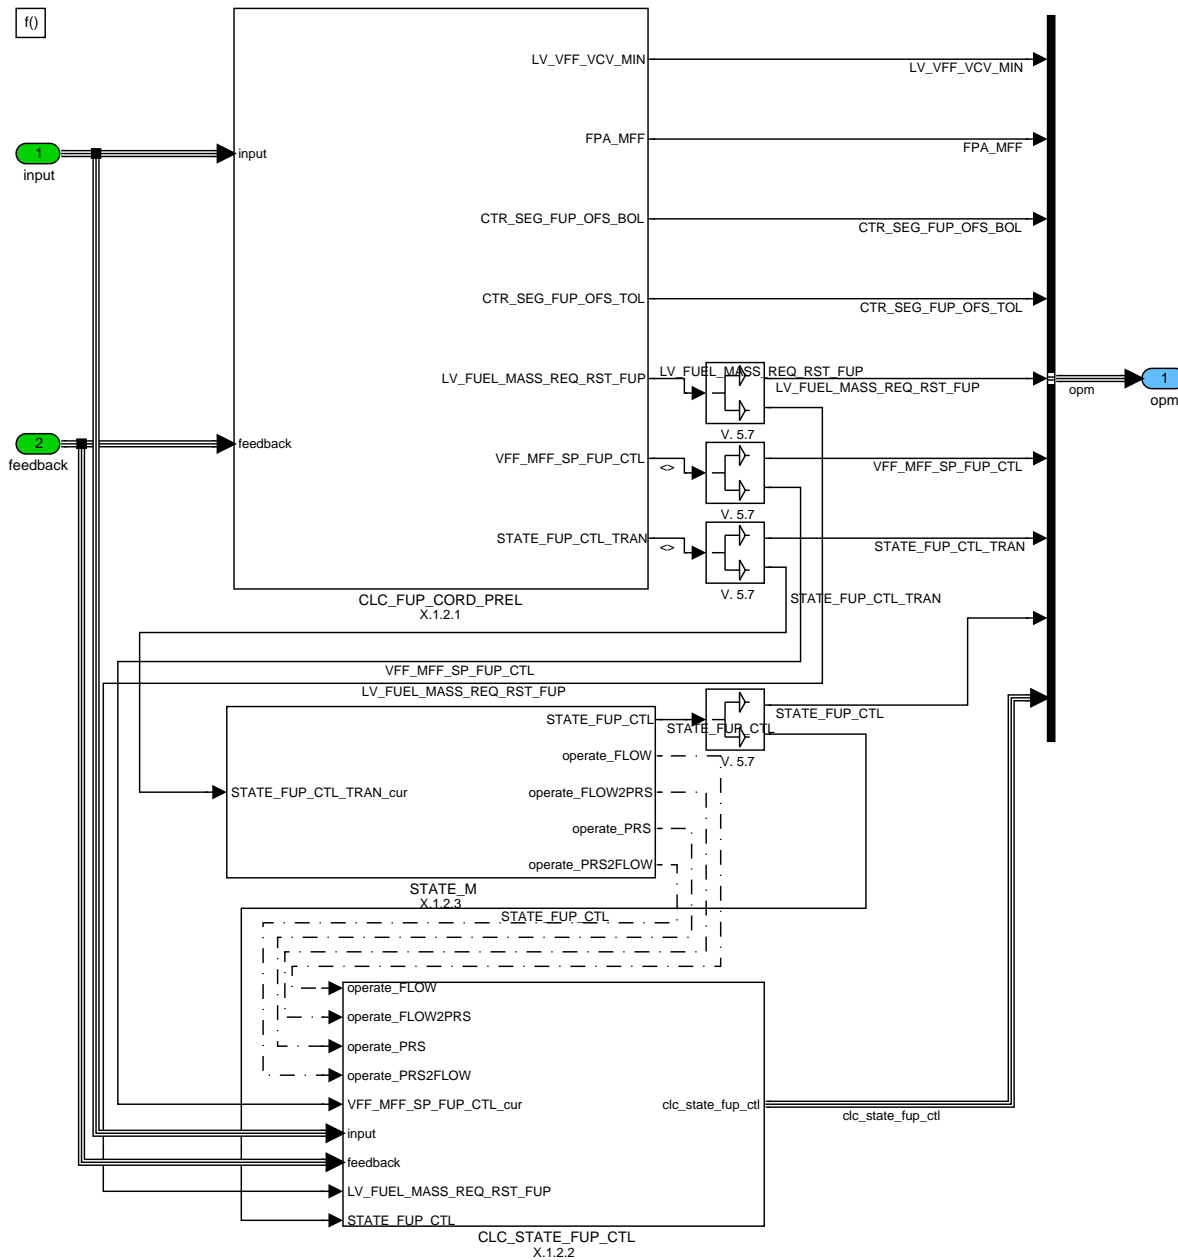 f()
LV_VFF_VCV_MIN
LV_VFF_VCV_MIN
FPA_MFF
FPA_MFF
1
input
input
CTR_SEG_FUP_OFS_BOL
CTR_SEG_FUP_OFS_BOL
CTR_SEG_FUP_OFS_TOL
CTR_SEG_FUP_OFS_TOL
LV_FUEL_MASS_REQ_RST_FUP
LV_FUEL_MASS_REQ_RST_FUP
LV_FUEL_MASS_REQ_RST_FUP
opm
1
opm
V. 5.7
2
feedback
feedback
VFF_MFF_SP_FUP_CTL
<>
VFF_MFF_SP_FUP_CTL
V. 5.7
STATE_FUP_CTL_TRAN
<>
STATE_FUP_CTL_TRAN
V. 5.7
CLC_FUP_CORD_PREL
X.1.2.1
STATE_FUP_CTL_TRAN
VFF_MFF_SP_FUP_CTL
LV_FUEL_MASS_REQ_RST_FUP
STATE_FUP_CTL
STATE_FUP_CTL
STATE_FUP_CTL
V. 5.7
operate_FLOW
STATE_FUP_CTL_TRAN_cur
operate_FLOW2PRS
operate_PRS
operate_PRS2FLOW
STATE_M
X.1.2.3
STATE_FUP_CTL
operate_FLOW
operate_FLOW2PRS
operate_PRS
operate_PRS2FLOW
VFF_MFF_SP_FUP_CTL_cur
clc_state_fup_ctl
clc_state_fup_ctl
input
feedback
LV_FUEL_MASS_REQ_RST_FUP
STATE_FUP_CTL
CLC_STATE_FUP_CTL
X.1.2.2